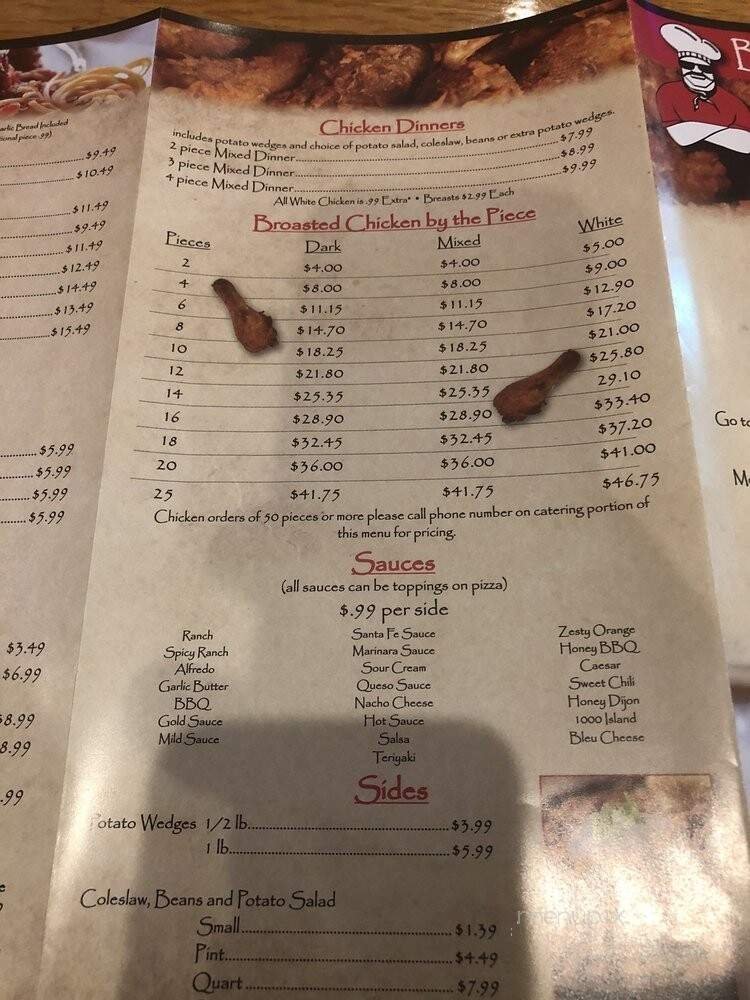 arlic Bread Included
tional piece .99)
$9.49
$10.49
$11.49
$9.49
$11.49
$12.49
$14.49
$13.49
$15.49
$5.99
$5.99
$5.99
$5.99
$3.49
$6.99
$8.99
8.99
.99
Chicken Dinners
includes potato wedges and choice of potato salad, coleslaw, beans or extra potato wedges.
2 piece Mixed Dinner $7.99
3 piece Mixed Dinner $8.99
4 piece Mixed Dinner $9.99
All White Chicken is .99 Extra* • Breasts $2.99 Each
Broasted Chicken by the Piece
Pieces Dark Mixed White
2 $4.00 $4.00 $5.00
4 $8.00 $8.00 $9.00
6 $11.15 $11.15 $12.90
8 $14.70 $14.70 $17.20
10 $18.25 $18.25 $21.00
12 $21.80 $21.80 $25.80
14 $25.35 $25.35 29.10
16 $28.90 $28.90 $33.40
18 $32.45 $32.45 $37.20
20 $36.00 $36.00 $41.00
25 $41.75 $41.75 $46.75
Chicken orders of 50 pieces or more please call phone number on catering portion of
this menu for pricing.
Sauces
(all sauces can be toppings on pizza)
$.99 per side
Ranch Santa Fe Sauce Zesty Orange
Spicy Ranch Marinara Sauce Honey BBQ
Alfredo Sour Cream Caesar
Garlic Butter Queso Sauce Sweet Chili
BBQ Nacho Cheese Honey Dijon
Gold Sauce Hot Sauce 1000 Island
Mild Sauce Salsa Bleu Cheese
Teriyaki
Sides
Potato Wedges 1/2 lb. $3.99
1 lb. $5.99
Coleslaw, Beans and Potato Salad
Small $1.39
Pint $4.49
Quart $7.99
B
Go to